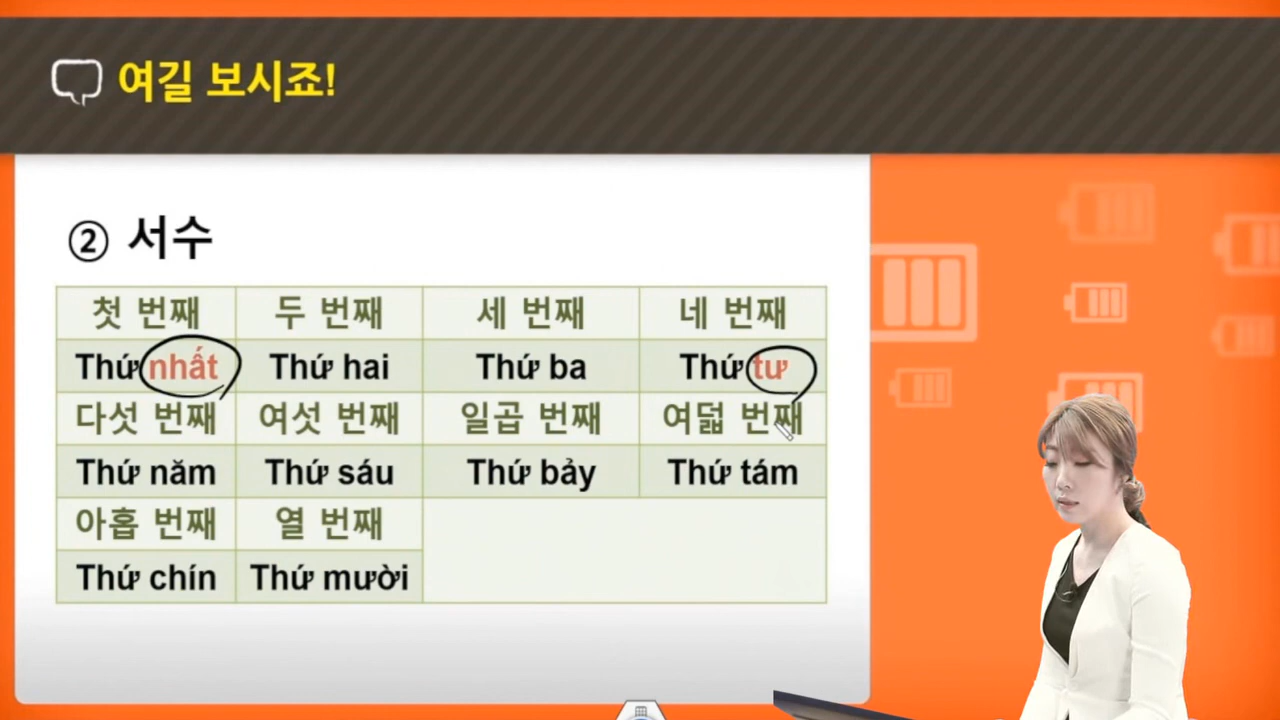 여길 보시죠!
② 서수
첫 번째 두 번째 세 번째 네 번째
Thứ nhất Thứ hai Thứ ba Thứ tư
다섯 번째 여섯 번째 일곱 번째 여덟 번째
Thứ năm Thứ sáu Thứ bảy Thứ tám
아홉 번째 열 번째
Thứ chín Thứ mười